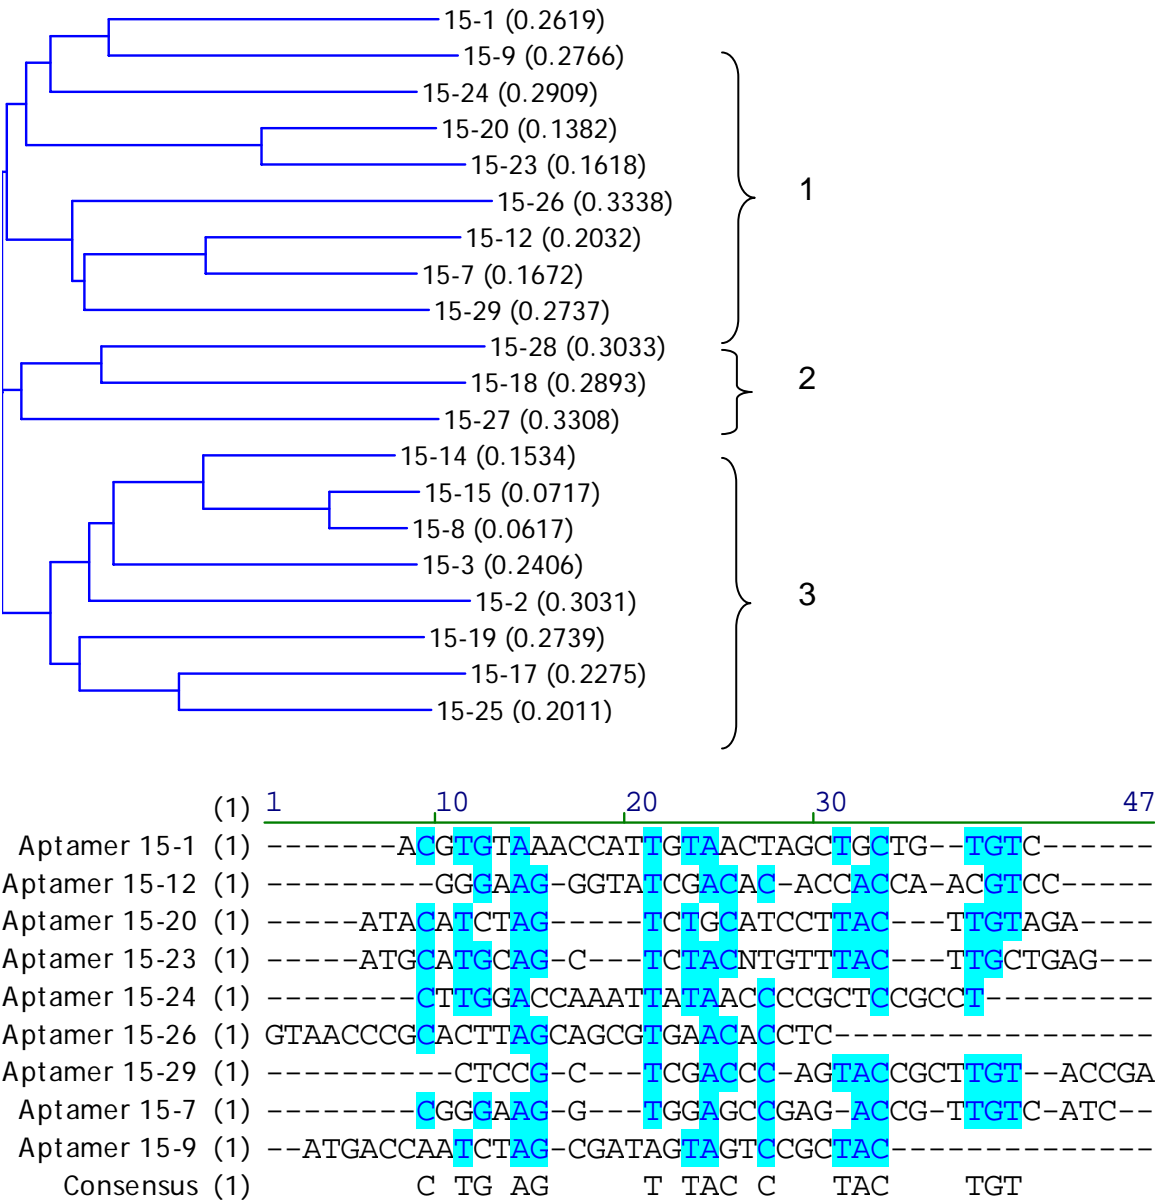 15-1 (0.2619)
15-9 (0.2766)
15-24 (0.2909)
15-20 (0.1382)
15-23 (0.1618)
15-26 (0.3338)
1
15-12 (0.2032)
15-7 (0.1672)
15-29 (0.2737)
15-28 (0.3033)
15-18 (0.2893)
2
15-27 (0.3308)
15-14 (0.1534)
15-15 (0.0717)
15-8 (0.0617)
15-3 (0.2406)
15-2 (0.3031)
3
15-19 (0.2739)
15-17 (0.2275)
15-25 (0.2011)
(1) 1 10 20 30 47
Aptamer 15-1 (1) -------ACGTGTAAACCATTGTAACTAGCTGCTG--TGTC------
Aptamer 15-12 (1) ---------GGGAAG-GGTATCGACAC-ACCACCA-ACGTCC-----
Aptamer 15-20 (1) -----ATACATCTAG-----TCTGCATCCTTAC---TTGTAGA----
Aptamer 15-23 (1) -----ATGCATGCAG-C---TCTACNTGTTTAC---TTGCTGAG---
Aptamer 15-24 (1) --------CTTGGACCAAATTATAACCCCGCTCCGCCT---------
Aptamer 15-26 (1) GTAACCCGCACTTAGCAGCGTGAACACCTC-----------------
Aptamer 15-29 (1) ----------CTCCG-C---TCGACCC-AGTACCGCTTGT--ACCGA
Aptamer 15-7 (1) --------CGGGAAG-G---TGGAGCCGAG-ACCG-TTGTC-ATC--
Aptamer 15-9 (1) --ATGACCAATCTAG-CGATAGTAGTCCGCTAC--------------
Consensus (1) C TG AG T TAC C TAC TGT